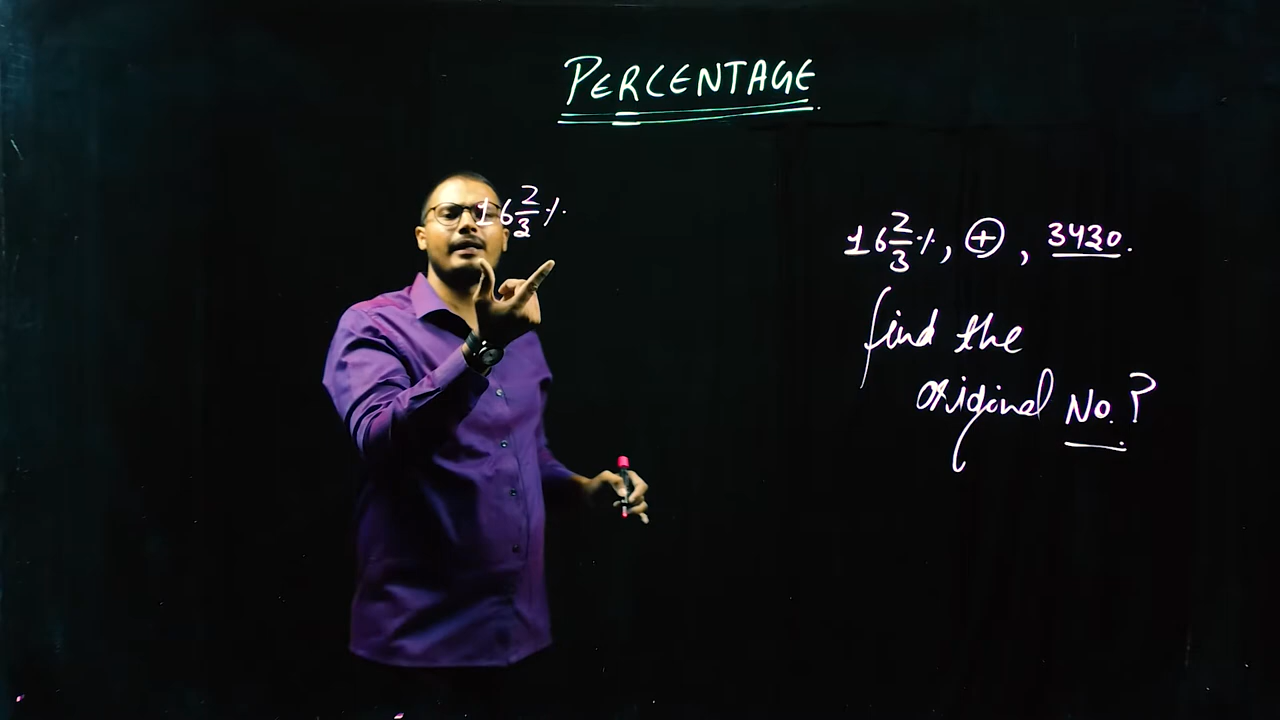 PERCENTAGE
16 2/3 %.
16 2/3 %, +, 3430.
find the
original No.?